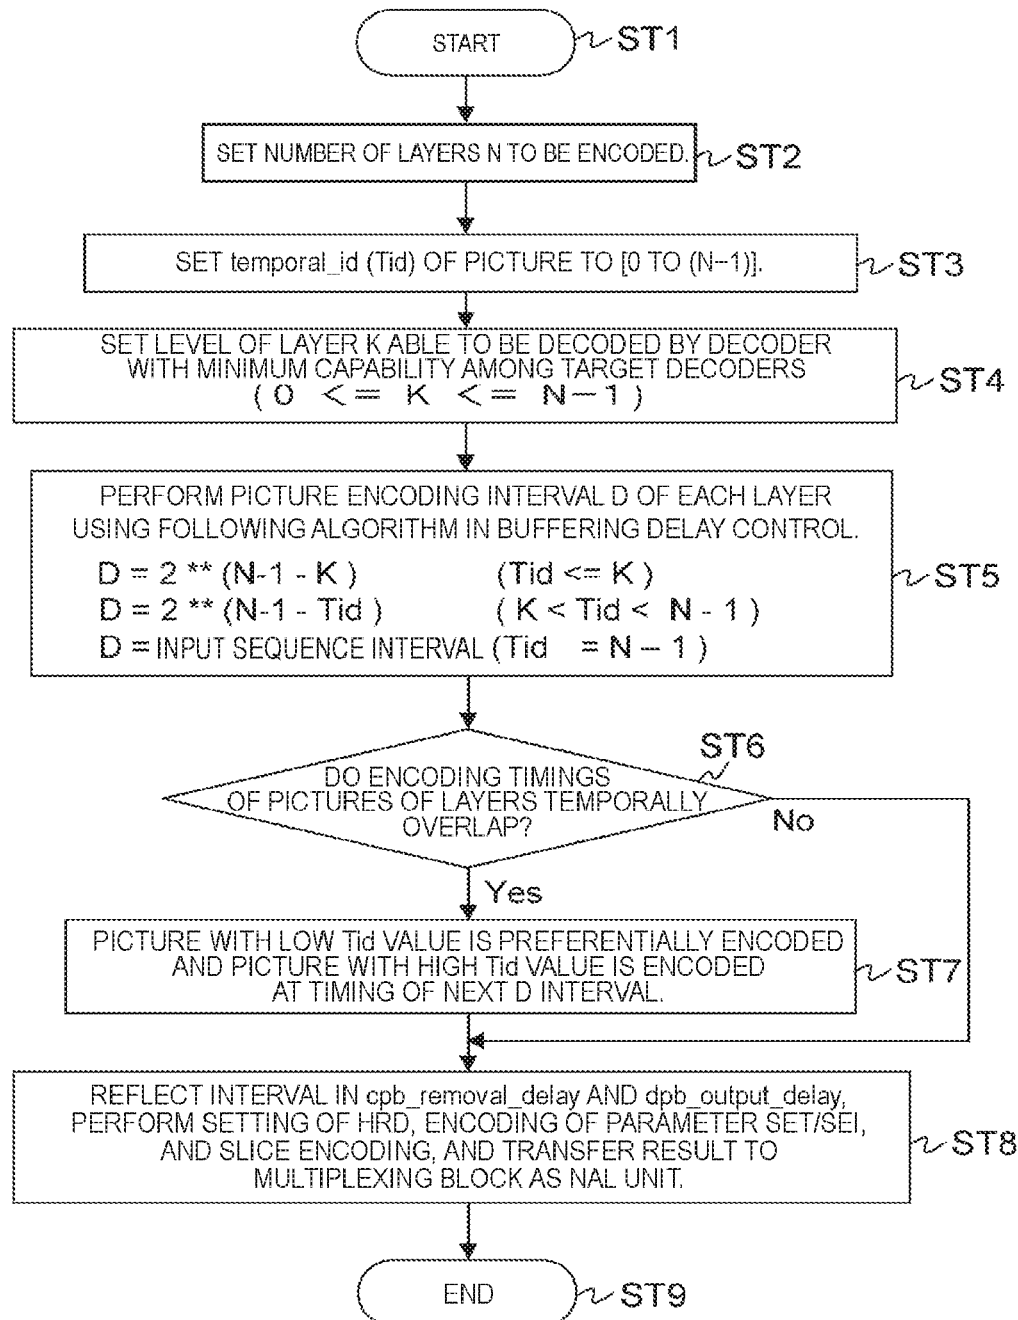 START
ST1
SET NUMBER OF LAYERS N TO BE ENCODED.
ST2
SET temporal_id (Tid) OF PICTURE TO [0 TO (N−1)].
ST3
SET LEVEL OF LAYER K ABLE TO BE DECODED BY DECODER
WITH MINIMUM CAPABILITY AMONG TARGET DECODERS
( 0 <= K <= N−1 )
ST4
PERFORM PICTURE ENCODING INTERVAL D OF EACH LAYER
USING FOLLOWING ALGORITHM IN BUFFERING DELAY CONTROL.
D = 2 ** (N-1 - K ) (Tid <= K )
D = 2 ** (N-1 - Tid ) ( K < Tid < N - 1 )
D = INPUT SEQUENCE INTERVAL (Tid = N − 1 )
ST5
ST6
DO ENCODING TIMINGS
OF PICTURES OF LAYERS TEMPORALLY
OVERLAP?
No
Yes
PICTURE WITH LOW Tid VALUE IS PREFERENTIALLY ENCODED
AND PICTURE WITH HIGH Tid VALUE IS ENCODED
AT TIMING OF NEXT D INTERVAL.
ST7
REFLECT INTERVAL IN cpb_removal_delay AND dpb_output_delay,
PERFORM SETTING OF HRD, ENCODING OF PARAMETER SET/SEI,
AND SLICE ENCODING, AND TRANSFER RESULT TO
MULTIPLEXING BLOCK AS NAL UNIT.
ST8
END
ST9